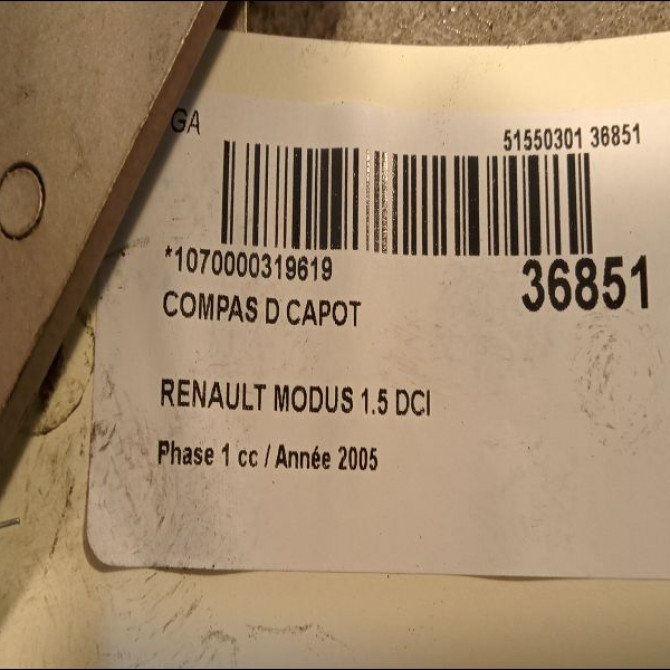 GA
51550301 36851
*1070000319619
36851
COMPAS D CAPOT
RENAULT MODUS 1.5 DCI
Phase 1 cc / Année 2005